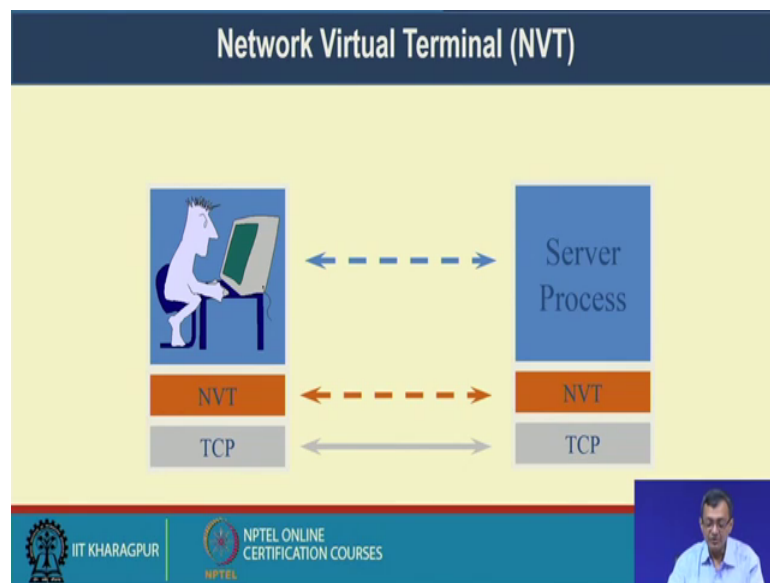 Network Virtual Terminal (NVT)
Server
Process
NVT
NVT
TCP
TCP
IIT KHARAGPUR
NPTEL
NPTEL ONLINE
CERTIFICATION COURSES